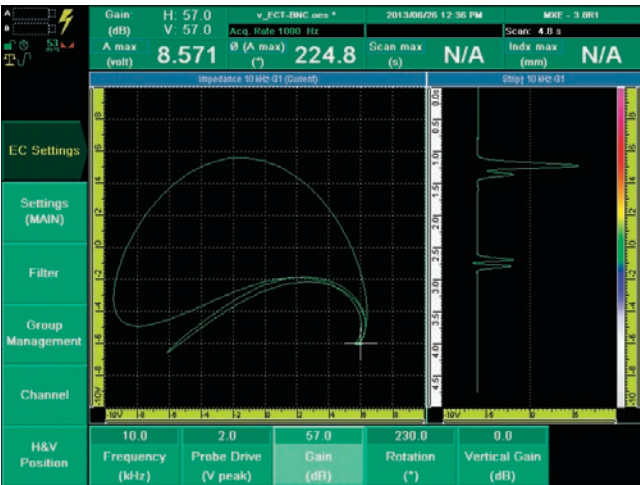 Gain: H: 57.0 v_ECT-BNC.oes * 2013/08/26 12:36 PM MXE - 3.0R1
(dB) V: 57.0 Acq. Rate 1000 Hz Scan: 4.8 s
A max 8.571 Ø (A max) 224.8 Scan max N/A Indx max N/A
(volt) (°) (s) (mm)
Impedance 10 kHz G1 (Current) Strip 10 kHz G1
EC Settings
Settings
(MAIN)
Filter
Group
Management
Channel
H&V
Position
10.0 2.0 57.0 230.0 0.0
Frequency Probe Drive Gain Rotation Vertical Gain
(kHz) (V peak) (dB) (°) (dB)